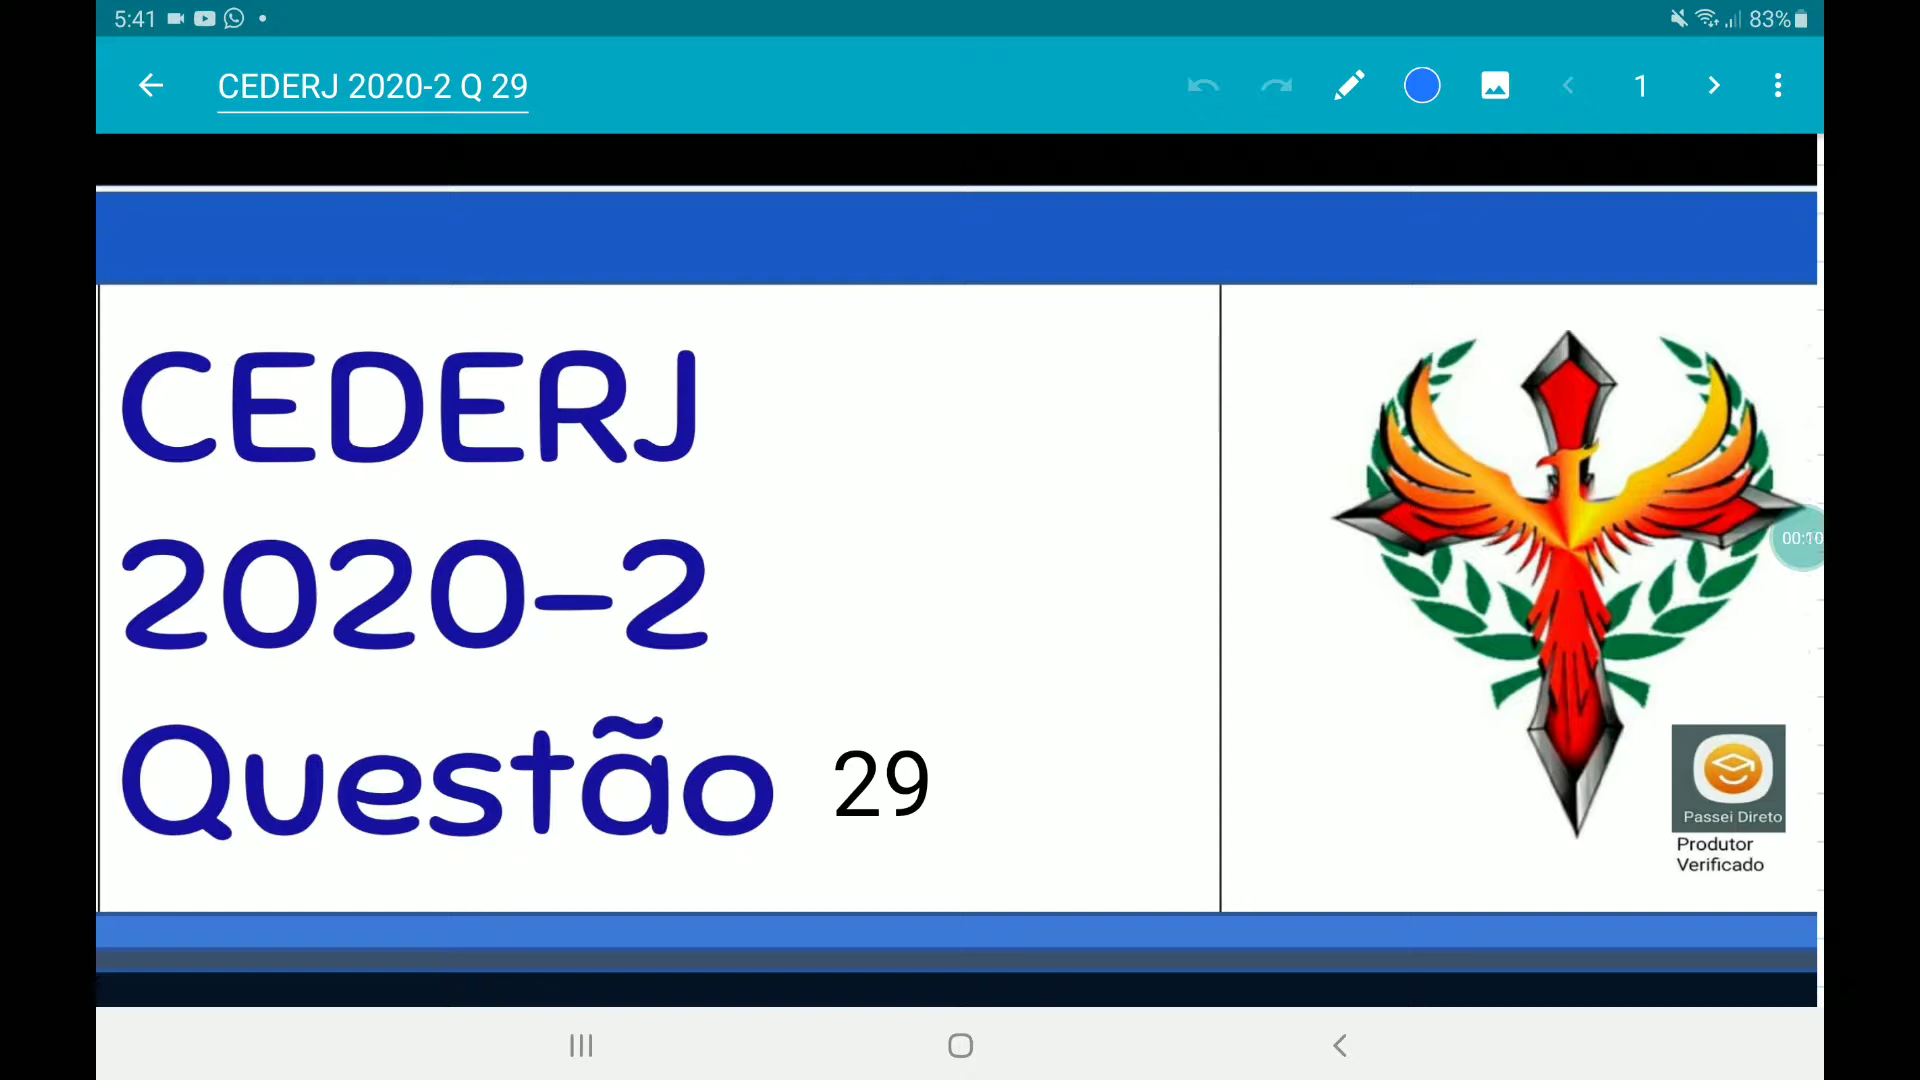 5:41
83%
CEDERJ 2020-2 Q 29
1
CEDERJ
2020-2
Questão 29
00:10
Passei Direto
Produtor
Verificado